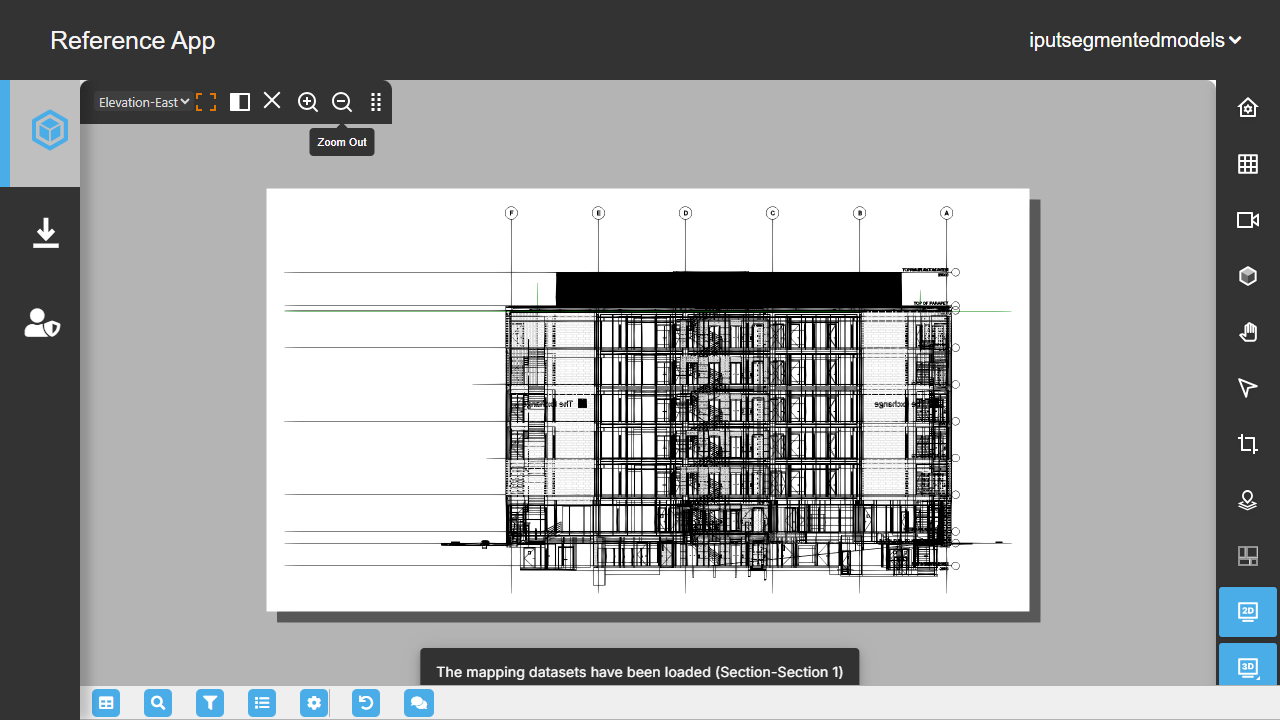 Reference App
iputsegmentedmodels
Elevation-East
Zoom Out
F
E
D
C
B
A
TOP OF PARAPET
The mapping datasets have been loaded (Section-Section 1)
2D
3D